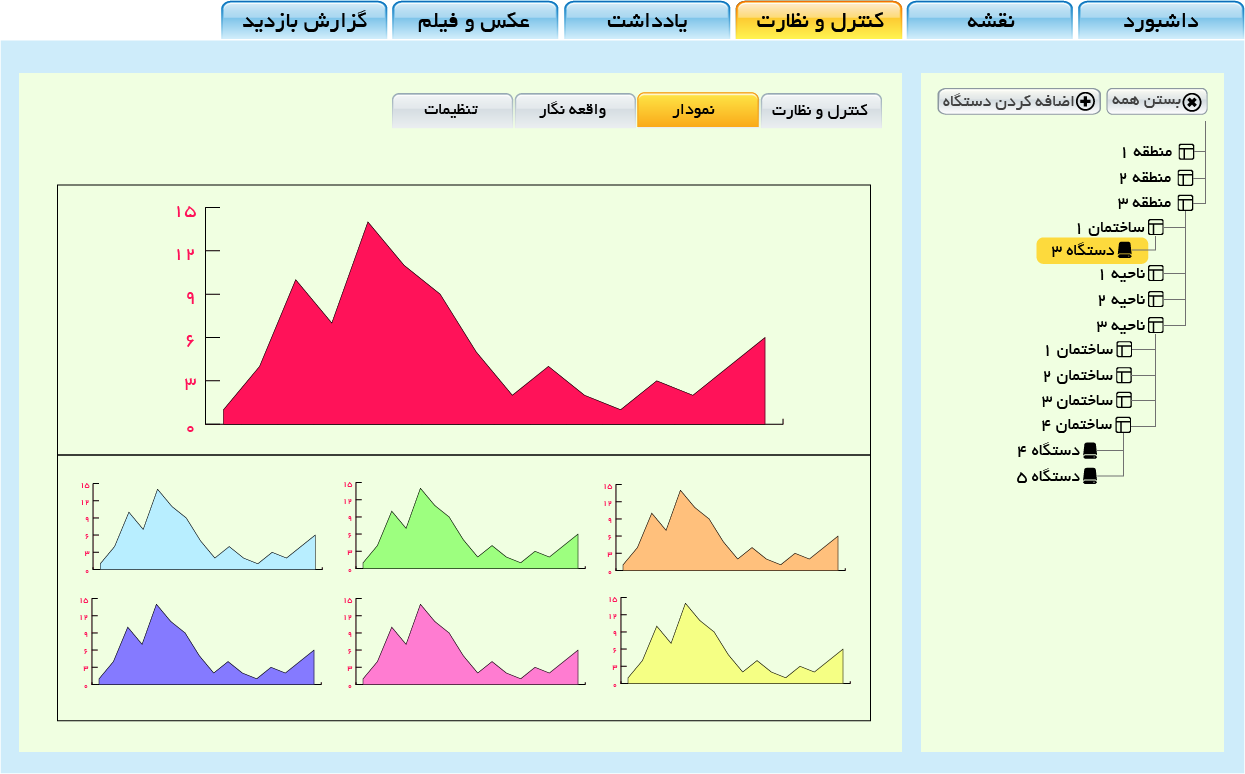 داشبورد
نقشه
کنترل و نظارت
یادداشت
عکس و فیلم
گزارش بازدید
بستن همه
اضافه کردن دستگاه
منطقه ۱
منطقه ۲
منطقه ۳
ساختمان ۱
دستگاه ۳
ناحیه ۱
ناحیه ۲
ناحیه ۳
ساختمان ۱
ساختمان ۲
ساختمان ۳
ساختمان ۴
دستگاه ۴
دستگاه ۵
کنترل و نظارت
نمودار
واقعه نگار
تنظیمات
۱۵
۱۲
۹
۶
۳
۰
۱۵
۱۲
۹
۶
۳
۰
۱۵
۱۲
۹
۶
۳
۰
۱۵
۱۲
۹
۶
۳
۰
۱۵
۱۲
۹
۶
۳
۰
۱۵
۱۲
۹
۶
۳
۰
۱۵
۱۲
۹
۶
۳
۰